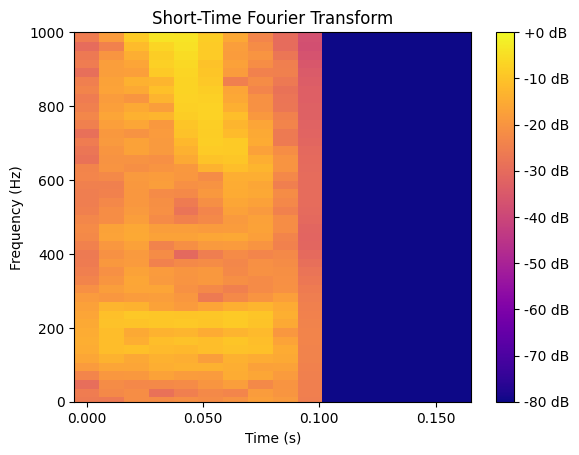 Short-Time Fourier Transform
1000
800
600
400
200
0
Frequency (Hz)
0.000
0.050
0.100
0.150
Time (s)
+0 dB
-10 dB
-20 dB
-30 dB
-40 dB
-50 dB
-60 dB
-70 dB
-80 dB